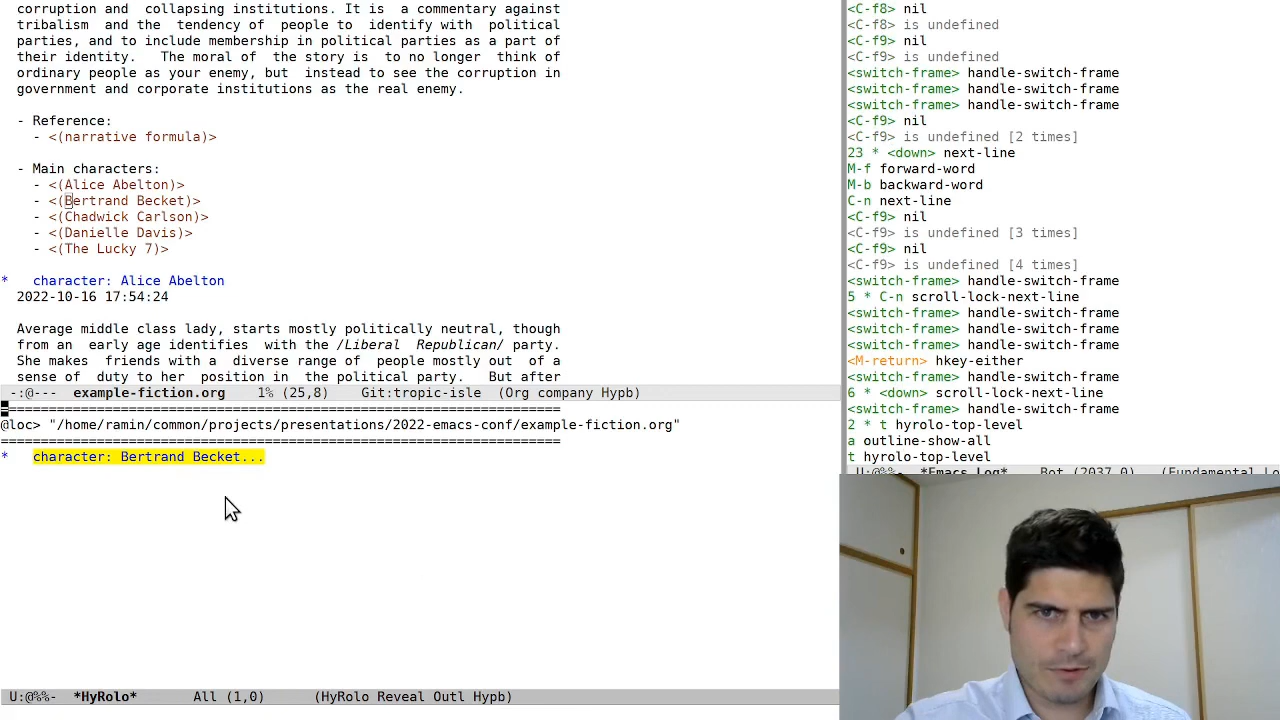 corruption and  collapsing institutions. It is  a commentary against
tribalism  and the  tendency of  people to  identify with  political
parties, and to include membership in political parties as a part of
their identity.   The moral of  the story is  to no longer  think of
ordinary people as your enemy, but  instead to see the corruption in
government and corporate institutions as the real enemy.
- Reference:
- <(narrative formula)>
- Main characters:
- <(Alice Abelton)>
- <(Bertrand Becket)>
- <(Chadwick Carlson)>
- <(Danielle Davis)>
- <(The Lucky 7)>
*   character: Alice Abelton
2022-10-16 17:54:24
Average middle class lady, starts mostly politically neutral, though
from an  early age identifies  with the /Liberal  Republican/ party.
She makes  friends with a  diverse range of  people mostly out  of a
sense of  duty to her  position in  the political party.   But after
-:@---  example-fiction.org    1% (25,8)     Git:tropic-isle  (Org company Hypb)
======================================================================
@loc> "/home/ramin/common/projects/presentations/2022-emacs-conf/example-fiction.org"
======================================================================
*   character: Bertrand Becket...
U:@%%-  *HyRolo*       All (1,0)      (HyRolo Reveal Outl Hypb)
<C-f8> nil
<C-f8> is undefined
<C-f9> nil
<C-f9> is undefined
<switch-frame> handle-switch-frame
<switch-frame> handle-switch-frame
<switch-frame> handle-switch-frame
<C-f9> nil
<C-f9> is undefined [2 times]
23 * <down> next-line
M-f forward-word
M-b backward-word
C-n next-line
<C-f9> nil
<C-f9> is undefined [3 times]
<C-f9> nil
<C-f9> is undefined [4 times]
<switch-frame> handle-switch-frame
5 * C-n scroll-lock-next-line
<switch-frame> handle-switch-frame
<switch-frame> handle-switch-frame
<switch-frame> handle-switch-frame
<M-return> hkey-either
<switch-frame> handle-switch-frame
6 * <down> scroll-lock-next-line
<switch-frame> handle-switch-frame
2 * t hyrolo-top-level
a outline-show-all
t hyrolo-top-level
U:@%%-  *Emacs Log*    Bot (2037,0)   (Fundamental Lo